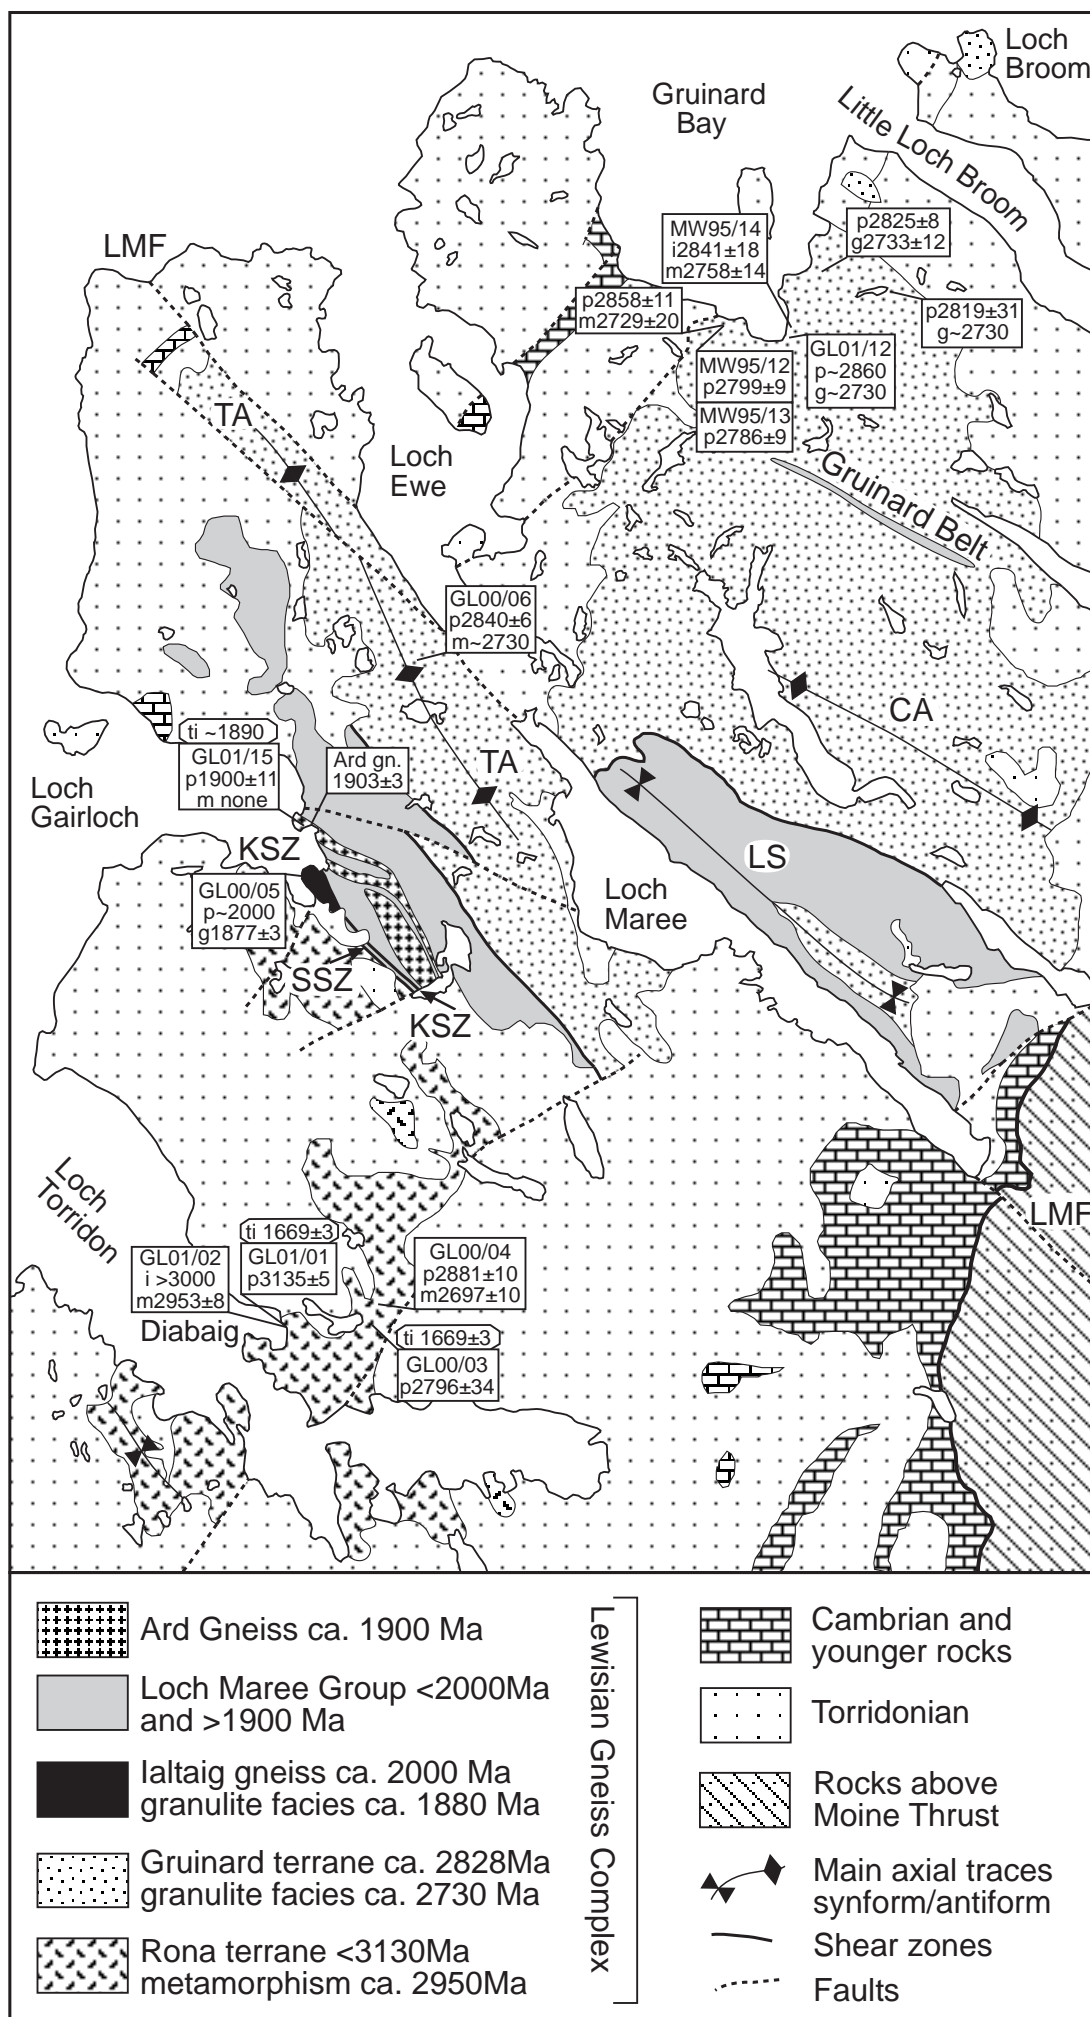 Loch
Broom
Gruinard
Bay
Little Loch Broom
LMF
MW95/14
i2841±18
m2758±14
p2825±8
g2733±12
p2858±11
m2729±20
p2819±31
g~2730
MW95/12
p2799±9
GL01/12
p~2860
g~2730
MW95/13
p2786±9
TA
Loch
Ewe
Gruinard Belt
GL00/06
p2840±6
m~2730
CA
ti ~1890
GL01/15
p1900±11
m none
Ard gn.
1903±3
TA
Loch
Gairloch
KSZ
LS
GL00/05
p~2000
g1877±3
Loch
Maree
SSZ
KSZ
Loch
Torridon
LMF
ti 1669±3
GL01/02
i >3000
m2953±8
GL01/01
p3135±5
GL00/04
p2881±10
m2697±10
Diabaig
ti 1669±3
GL00/03
p2796±34
Ard Gneiss ca. 1900 Ma
Loch Maree Group <2000Ma
and >1900 Ma
Ialtaig gneiss ca. 2000 Ma
granulite facies ca. 1880 Ma
Gruinard terrane ca. 2828Ma
granulite facies ca. 2730 Ma
Rona terrane <3130Ma
metamorphism ca. 2950Ma
Lewisian Gneiss Complex
Cambrian and
younger rocks
Torridonian
Rocks above
Moine Thrust
Main axial traces
synform/antiform
Shear zones
Faults